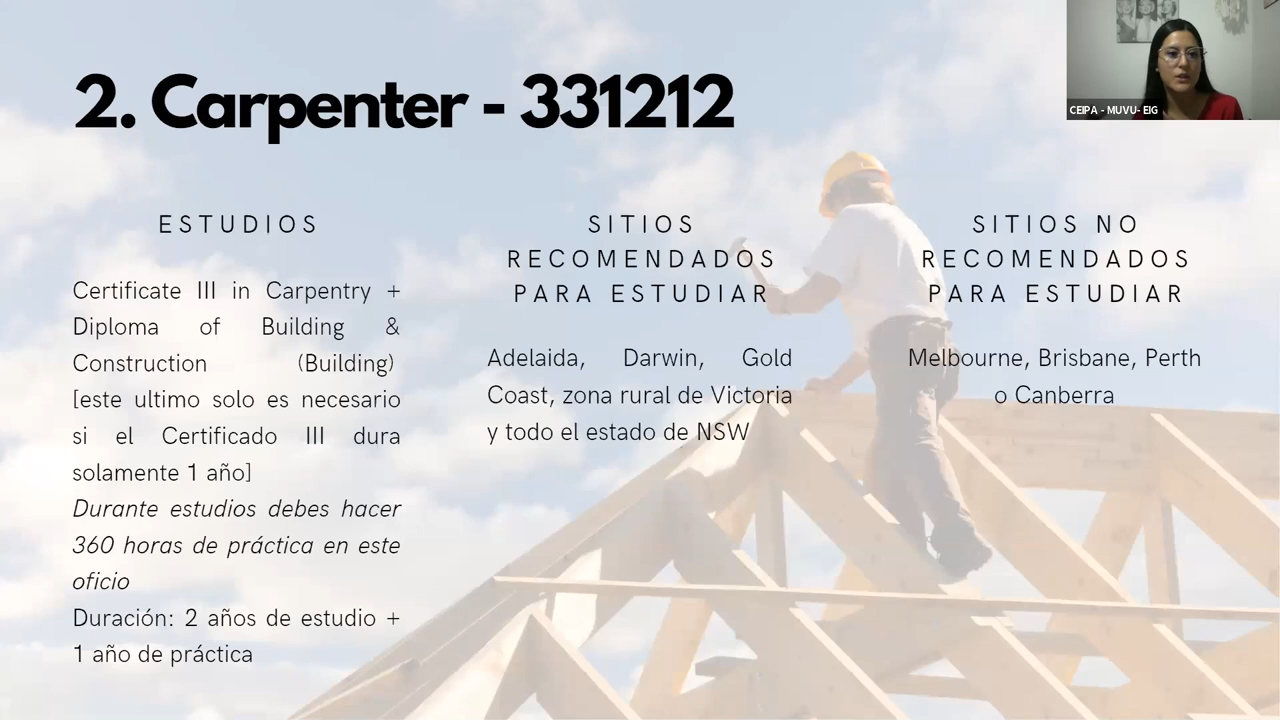 2. Carpenter - 331212
CEIPA - MUVU- EIG
ESTUDIOS
Certificate III in Carpentry +
Diploma of Building &
Construction (Building)
[este ultimo solo es necesario
si el Certificado III dura
solamente 1 año]
Durante estudios debes hacer
360 horas de práctica en este
oficio
Duración: 2 años de estudio +
1 año de práctica
SITIOS
RECOMENDADOS
PARA ESTUDIAR
Adelaida, Darwin, Gold
Coast, zona rural de Victoria
y todo el estado de NSW
SITIOS NO
RECOMENDADOS
PARA ESTUDIAR
Melbourne, Brisbane, Perth
o Canberra